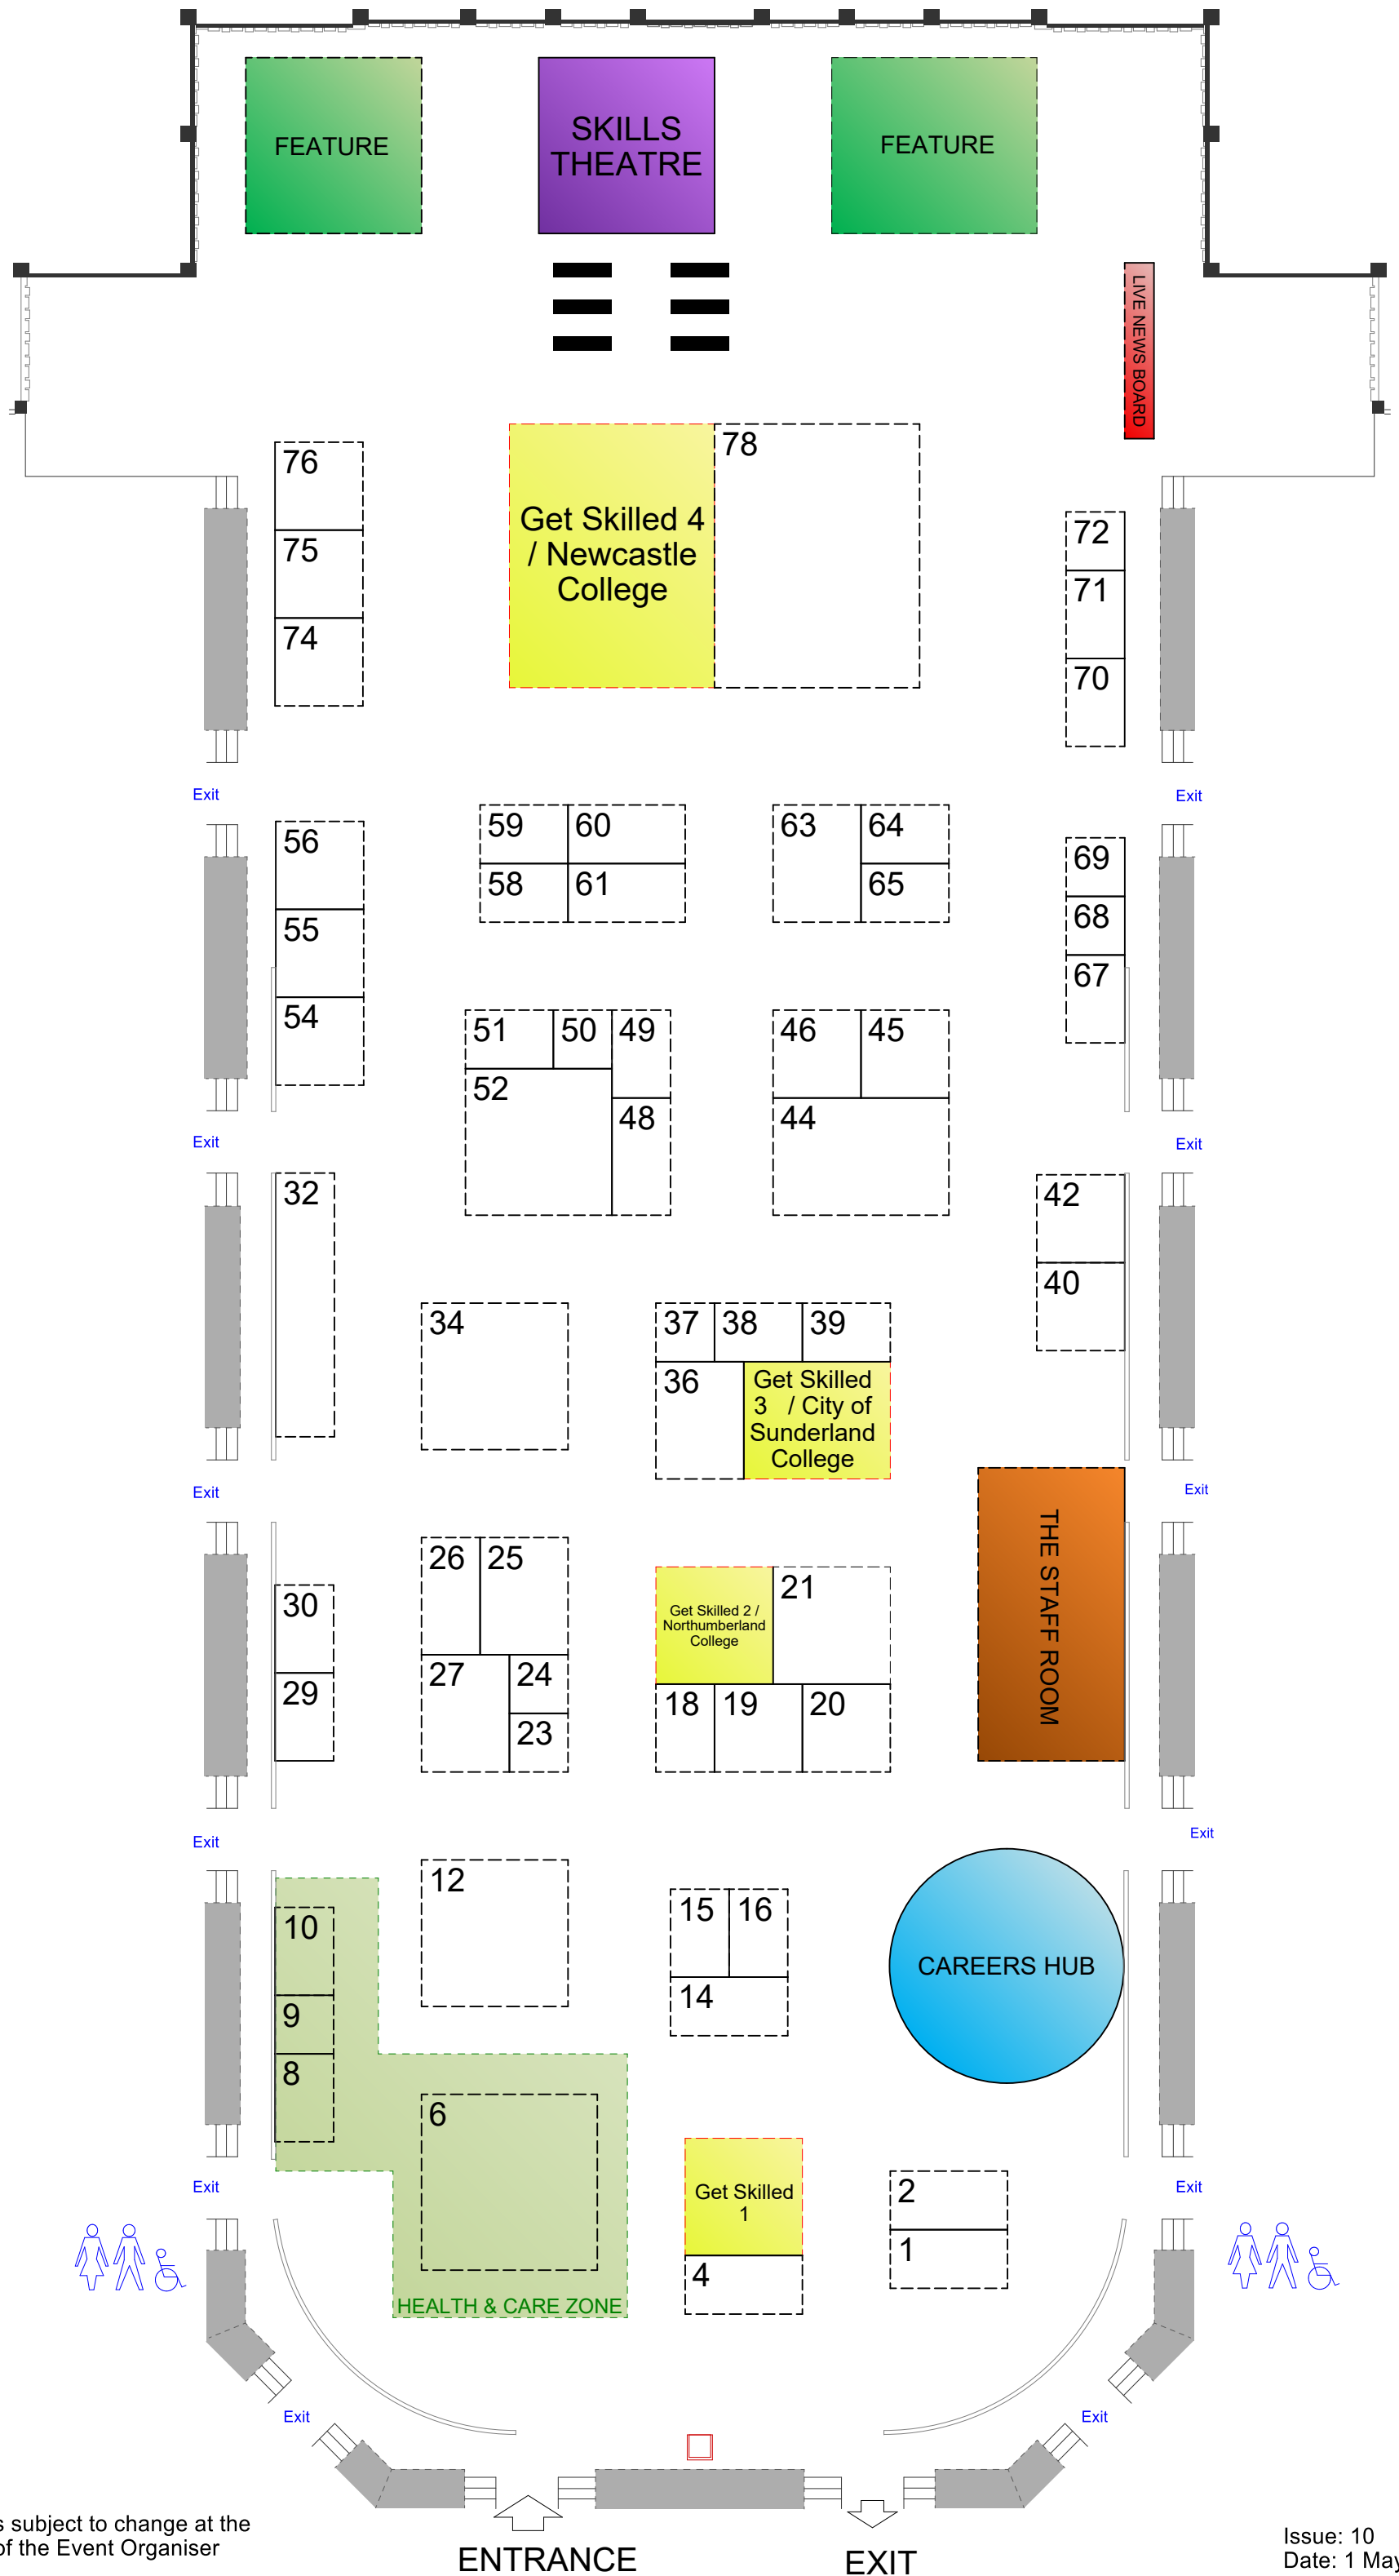 FEATURE
SKILLS
THEATRE
FEATURE
LIVE NEWS BOARD
76
75
74
Get Skilled 4
/ Newcastle
College
78
72
71
70
Exit
Exit
56
55
54
59
60
58
61
63
64
65
69
68
67
51
50
49
52
48
46
45
44
Exit
Exit
32
42
40
34
37
38
39
36
Get Skilled
3 / City of
Sunderland
College
Exit
Exit
THE STAFF ROOM
26
25
27
24
23
30
29
Get Skilled 2 /
Northumberland
College
21
18
19
20
Exit
Exit
12
10
9
8
15
16
14
CAREERS HUB
6
HEALTH & CARE ZONE
Get Skilled
1
4
2
1
Exit
Exit
Exit
Exit
s subject to change at the
of the Event Organiser
ENTRANCE
EXIT
Issue: 10
Date: 1 May